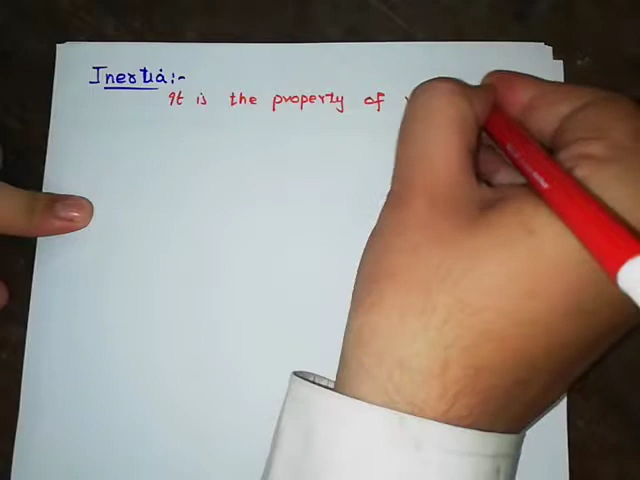 Inertia:-
It is the property of